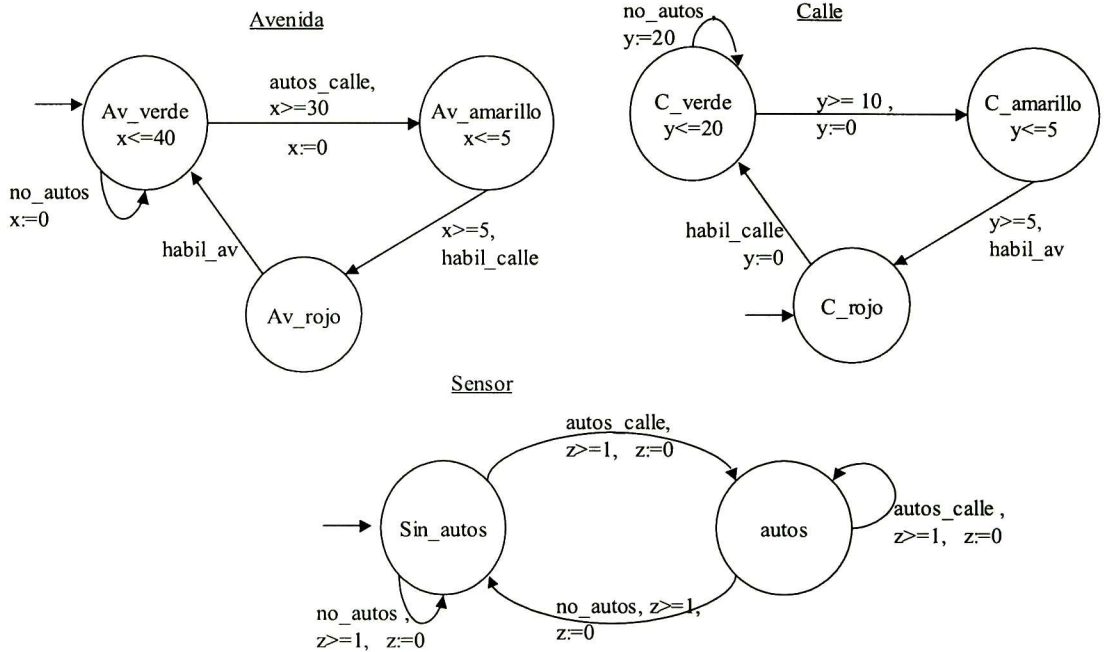 Avenida
Av_verde
x<=40
autos_calle,
x>=30
x:=0
Av_amarillo
x<=5
no_autos
x:=0
habil_av
x>=5,
habil_calle
Av_rojo
Calle
no_autos ,
y:=20
C_verde
y<=20
y>= 10 ,
y:=0
C_amarillo
y<=5
habil_calle
y:=0
y>=5,
habil_av
C_rojo
Sensor
autos_calle,
z>=1, z:=0
Sin_autos
autos
autos_calle ,
z>=1, z:=0
no_autos ,
z>=1, z:=0
no_autos, z>=1,
z:=0